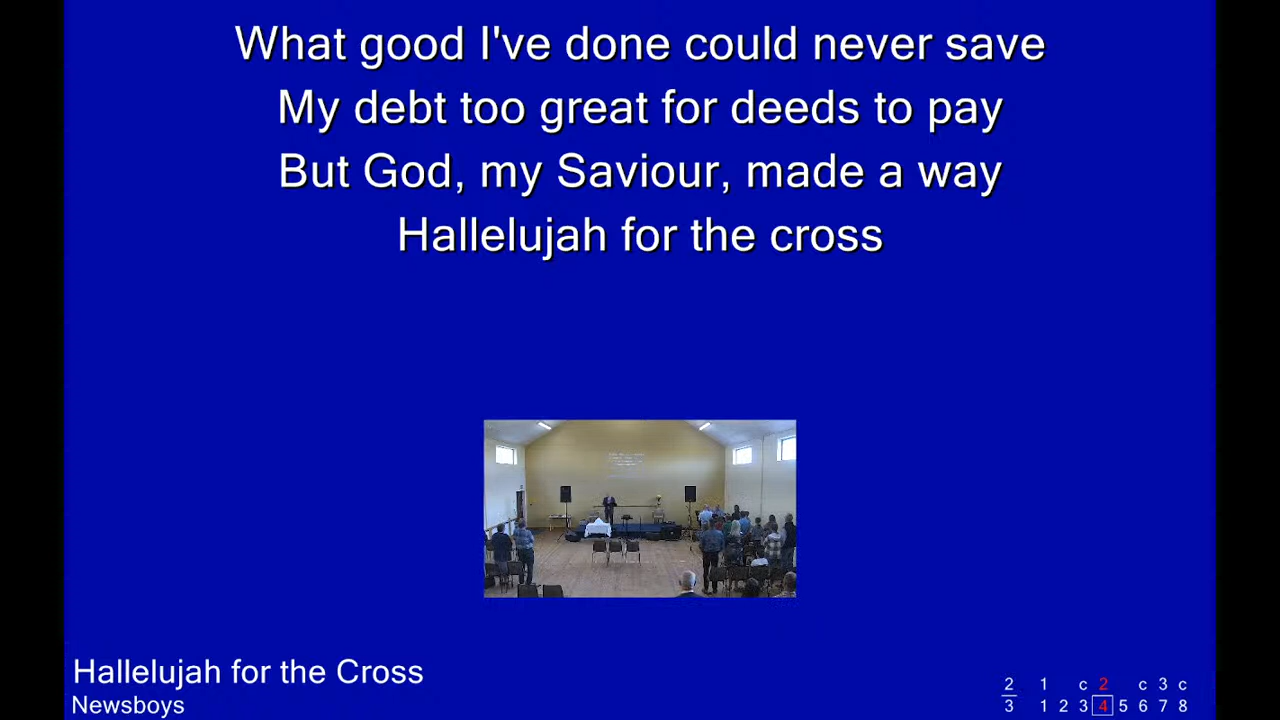 What good I've done could never save
My debt too great for deeds to pay
But God, my Saviour, made a way
Hallelujah for the cross
Hallelujah for the Cross
Newsboys
2 1 c 2 c 3 c
3 1 2 3 4 5 6 7 8